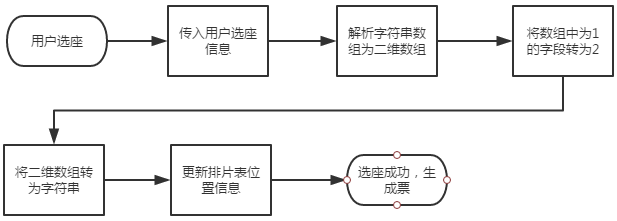 用户选座
传入用户选座
信息
解析字符串数
组为二维数组
将数组中为1
的字段转为2
将二维数组转
为字符串
更新排片表位
置信息
选座成功，生
成票